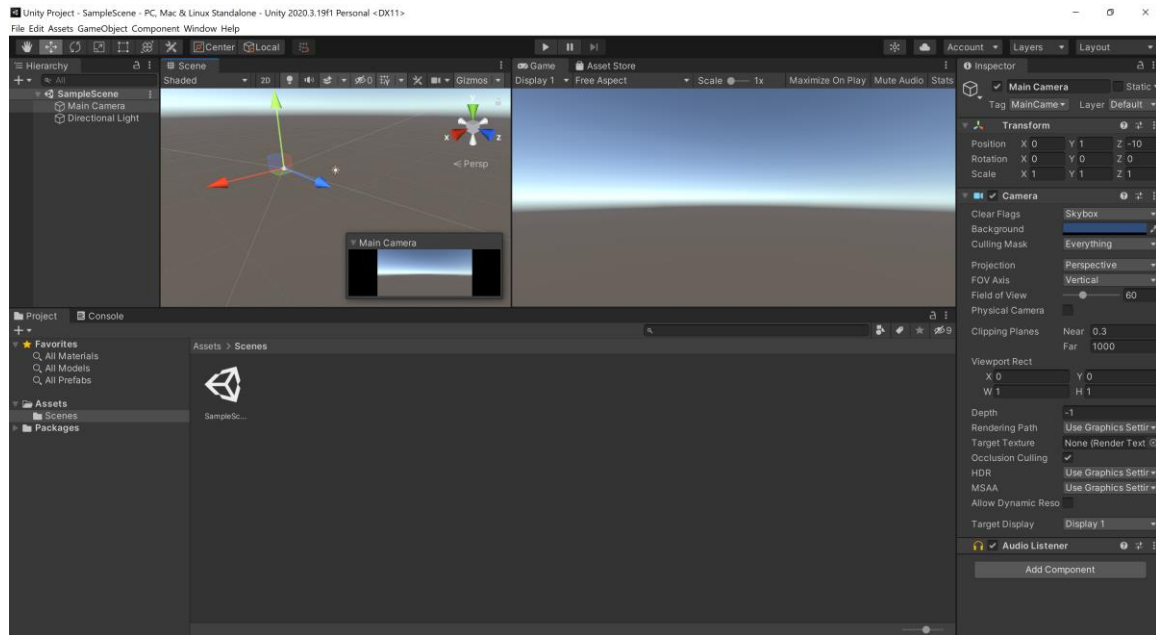 Unity Project - SampleScene - PC, Mac & Linux Standalone - Unity 2020.3.19f1 Personal <DX11>
File Edit Assets GameObject Component Window Help
Center Local
Account Layers Layout
Hierarchy
All
SampleScene
Main Camera
Directional Light
Scene
Shaded 2D 0 Gizmos
y
x z
< Persp
Main Camera
Game Asset Store
Display 1 Free Aspect Scale 1x Maximize On Play Mute Audio Stats
Inspector
Main Camera Static
Tag MainCame Layer Default
Transform
Position X 0 Y 1 Z -10
Rotation X 0 Y 0 Z 0
Scale X 1 Y 1 Z 1
Camera
Clear Flags Skybox
Background
Culling Mask Everything
Projection Perspective
FOV Axis Vertical
Field of View 60
Physical Camera
Clipping Planes Near 0.3
Far 1000
Viewport Rect
X 0 Y 0
W 1 H 1
Depth -1
Rendering Path Use Graphics Settir
Target Texture None (Render Text
Occlusion Culling
HDR Use Graphics Settir
MSAA Use Graphics Settir
Allow Dynamic Reso
Target Display Display 1
Audio Listener
Add Component
Project Console
9
Favorites
All Materials
All Models
All Prefabs
Assets
Scenes
Packages
Assets > Scenes
SampleSc...